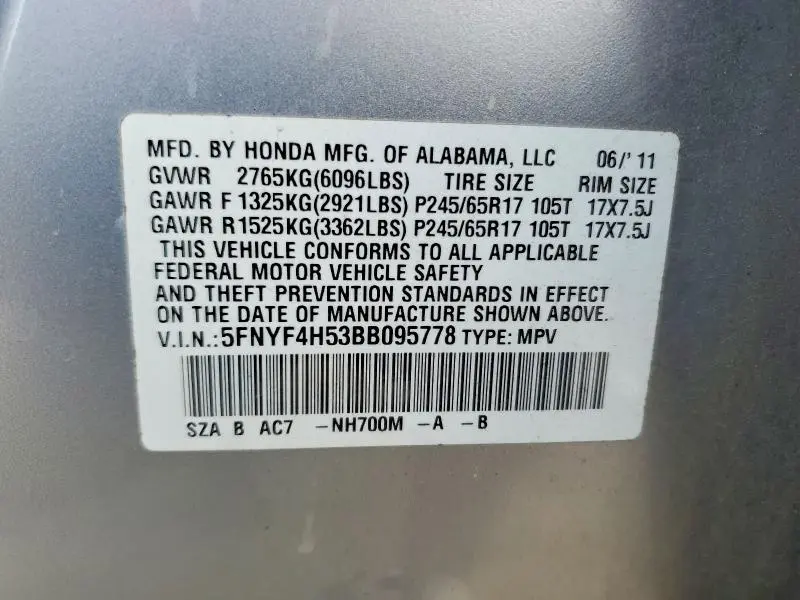 MFD. BY HONDA MFG. OF ALABAMA, LLC 06/'11
GVWR 2765KG(6096LBS) TIRE SIZE RIM SIZE
GAWR F 1325KG(2921LBS) P245/65R17 105T 17X7.5J
GAWR R 1525KG(3362LBS) P245/65R17 105T 17X7.5J
THIS VEHICLE CONFORMS TO ALL APPLICABLE
FEDERAL MOTOR VEHICLE SAFETY
AND THEFT PREVENTION STANDARDS IN EFFECT
ON THE DATE OF MANUFACTURE SHOWN ABOVE.
V.I.N.:5FNYF4H53BB095778 TYPE: MPV
SZA B AC7 -NH700M -A -B